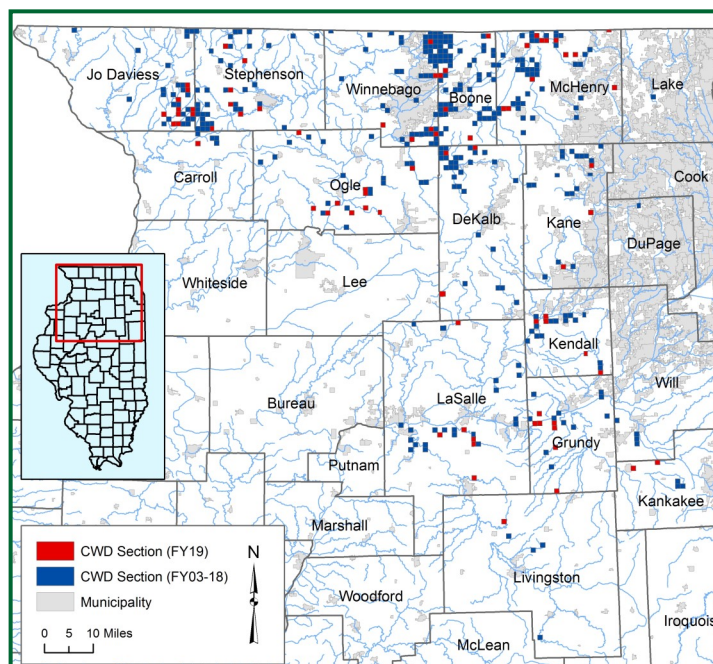 Jo Daviess
Stephenson
Winnebago
Boone
McHenry
Lake
Carroll
Ogle
DeKalb
Kane
Cook
DuPage
Whiteside
Lee
Kendall
Will
Bureau
LaSalle
Grundy
Putnam
Kankakee
Marshall
Livingston
Woodford
Iroquois
McLean
CWD Section (FY19)
CWD Section (FY03-18)
Municipality
N
0 5 10 Miles